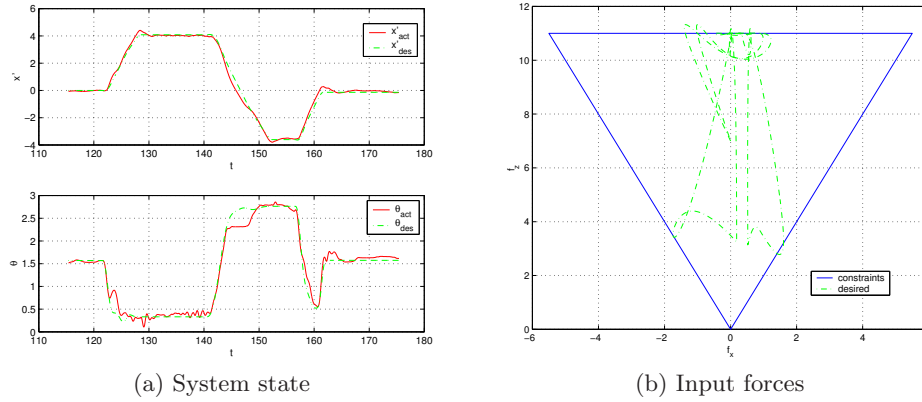 6
4
2
0
−2
−4
x'
110 120 130 140 150 160 170 180
t
x'act
x'des
3
2.5
2
1.5
1
0.5
0
θ
110 120 130 140 150 160 170 180
t
θact
θdes
(a) System state
12
10
8
6
4
2
0
fz
−6 −4 −2 0 2 4
fx
constraints
desired
(b) Input forces